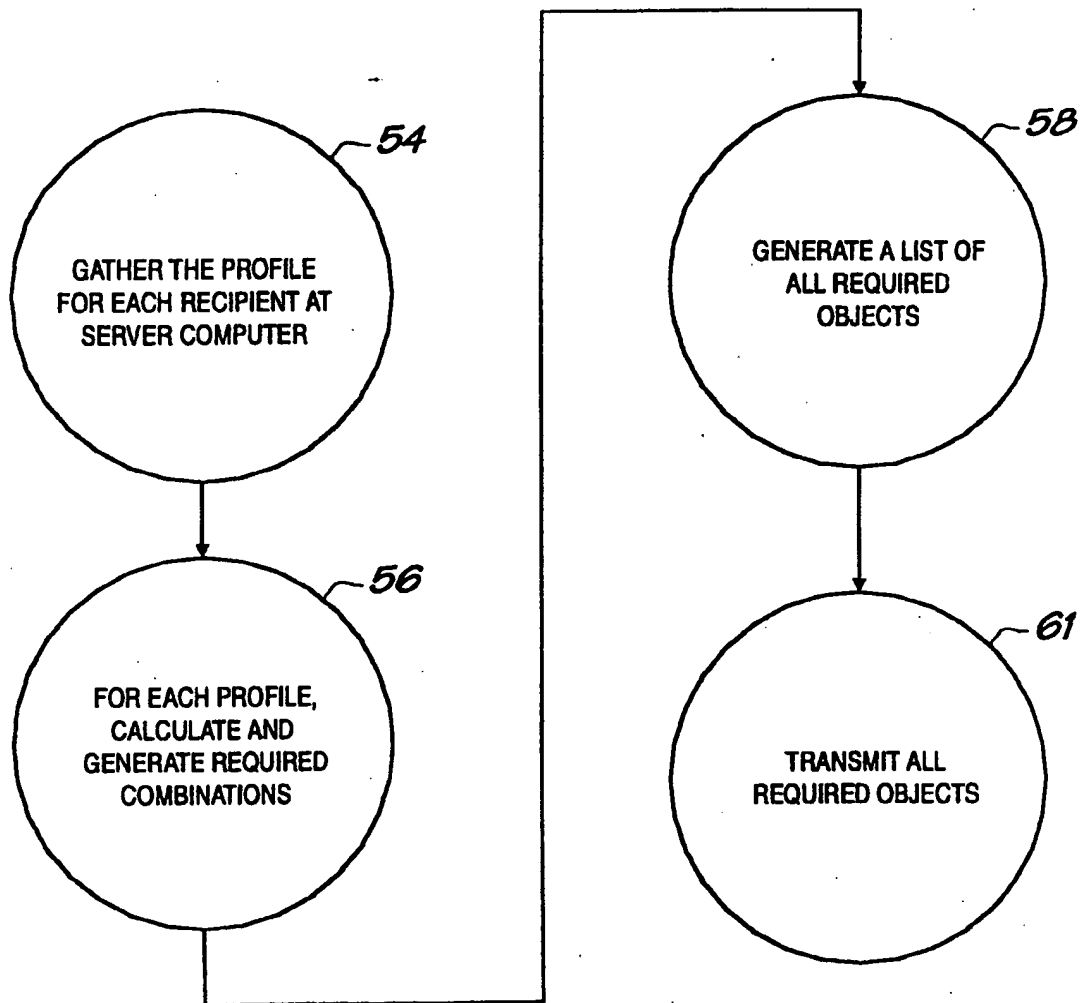 54
GATHER THE PROFILE
FOR EACH RECIPIENT AT
SERVER COMPUTER
56
FOR EACH PROFILE,
CALCULATE AND
GENERATE REQUIRED
COMBINATIONS
58
GENERATE A LIST OF
ALL REQUIRED
OBJECTS
61
TRANSMIT ALL
REQUIRED OBJECTS